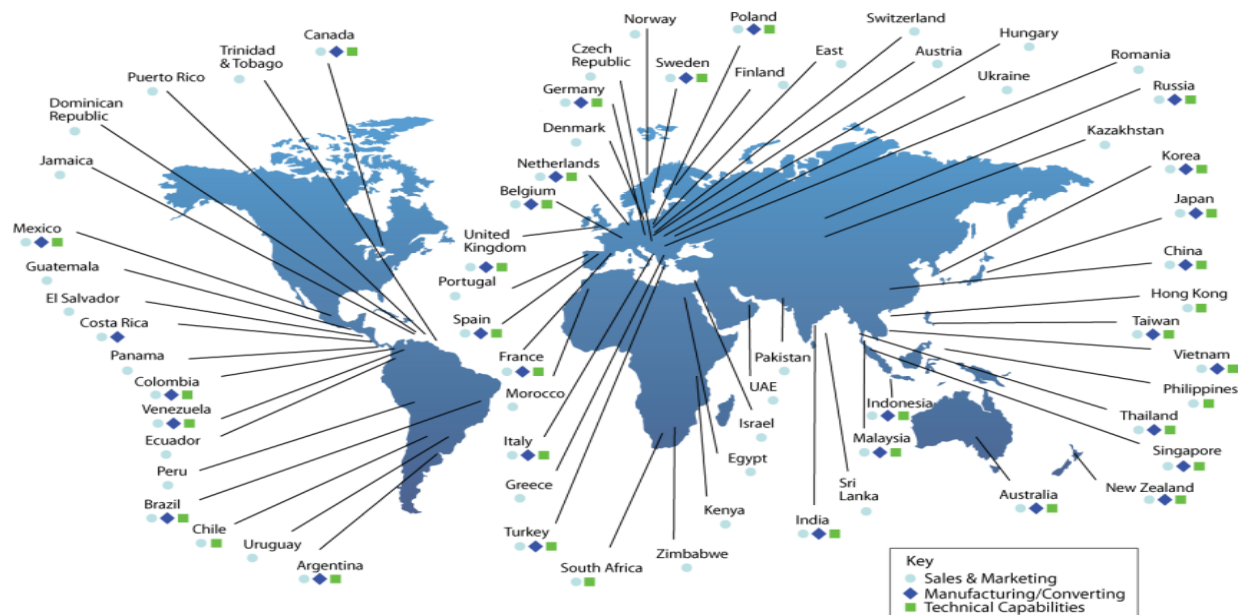 Norway
Poland
Switzerland
Hungary
Canada
Trinidad
& Tobago
Czech
Republic
Sweden
East
Austria
Romania
Puerto Rico
Finland
Ukraine
Germany
Russia
Dominican
Republic
Denmark
Kazakhstan
Jamaica
Netherlands
Korea
Belgium
Japan
Mexico
United
Kingdom
China
Guatemala
Portugal
Hong Kong
El Salvador
Spain
Taiwan
Costa Rica
Panama
France
Pakistan
Vietnam
Colombia
Morocco
UAE
Philippines
Venezuela
Indonesia
Thailand
Ecuador
Italy
Israel
Malaysia
Singapore
Peru
Egypt
Greece
Sri
Lanka
Australia
New Zealand
Brazil
Kenya
India
Chile
Uruguay
Turkey
Zimbabwe
Argentina
South Africa
Key
Sales & Marketing
Manufacturing/Converting
Technical Capabilities